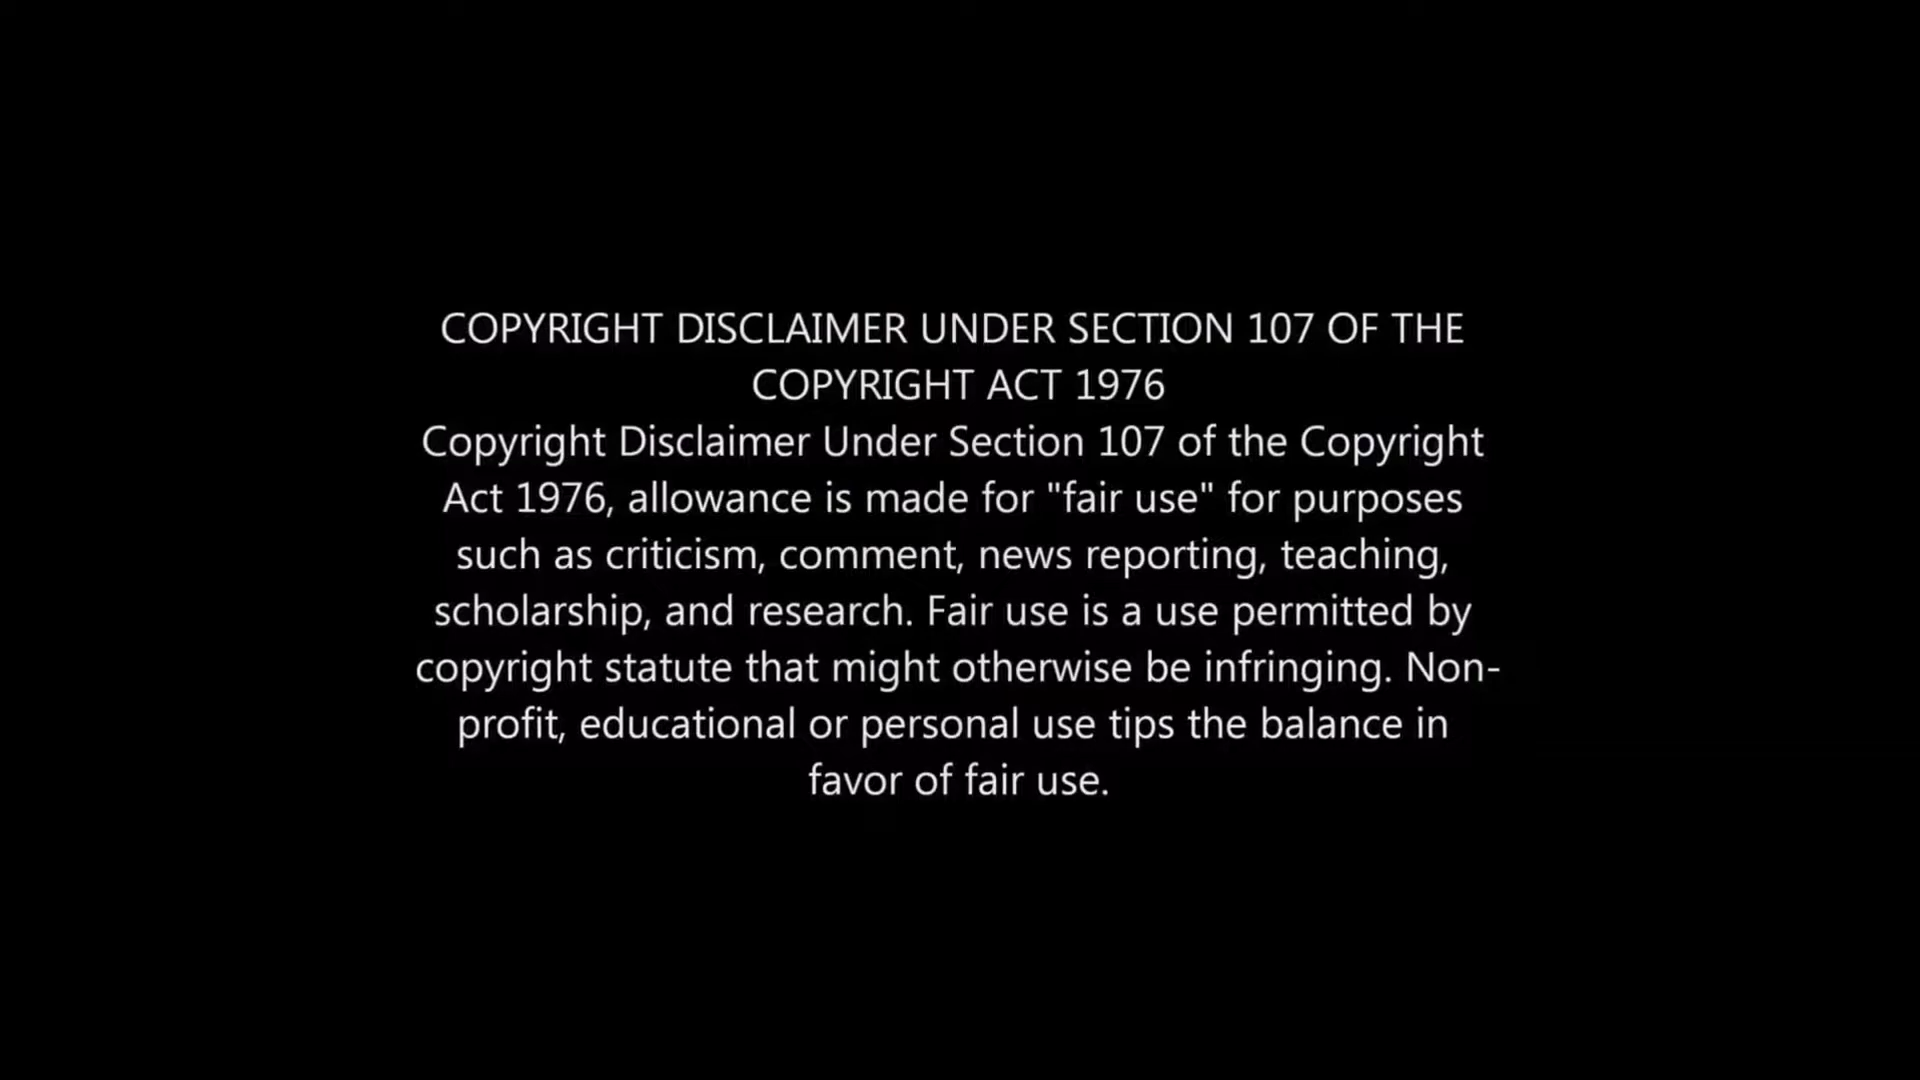 COPYRIGHT DISCLAIMER UNDER SECTION 107 OF THE
COPYRIGHT ACT 1976
Copyright Disclaimer Under Section 107 of the Copyright
Act 1976, allowance is made for "fair use" for purposes
such as criticism, comment, news reporting, teaching,
scholarship, and research. Fair use is a use permitted by
copyright statute that might otherwise be infringing. Non-
profit, educational or personal use tips the balance in
favor of fair use.